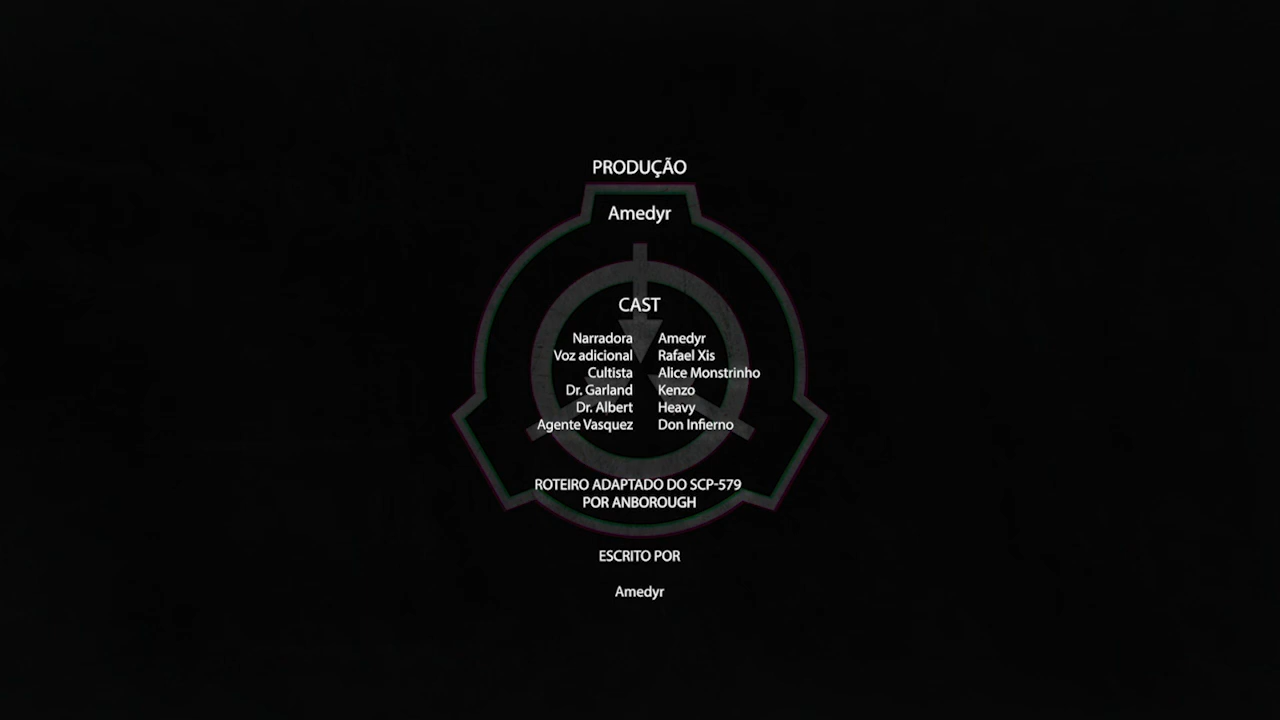 PRODUÇÃO
Amedyr
CAST
Narradora Amedyr
Voz adicional Rafael Xis
Cultista Alice Monstrinho
Dr. Garland Kenzo
Dr. Albert Heavy
Agente Vasquez Don Infierno
ROTEIRO ADAPTADO DO SCP-579
POR ANBOROUGH
ESCRITO POR
Amedyr